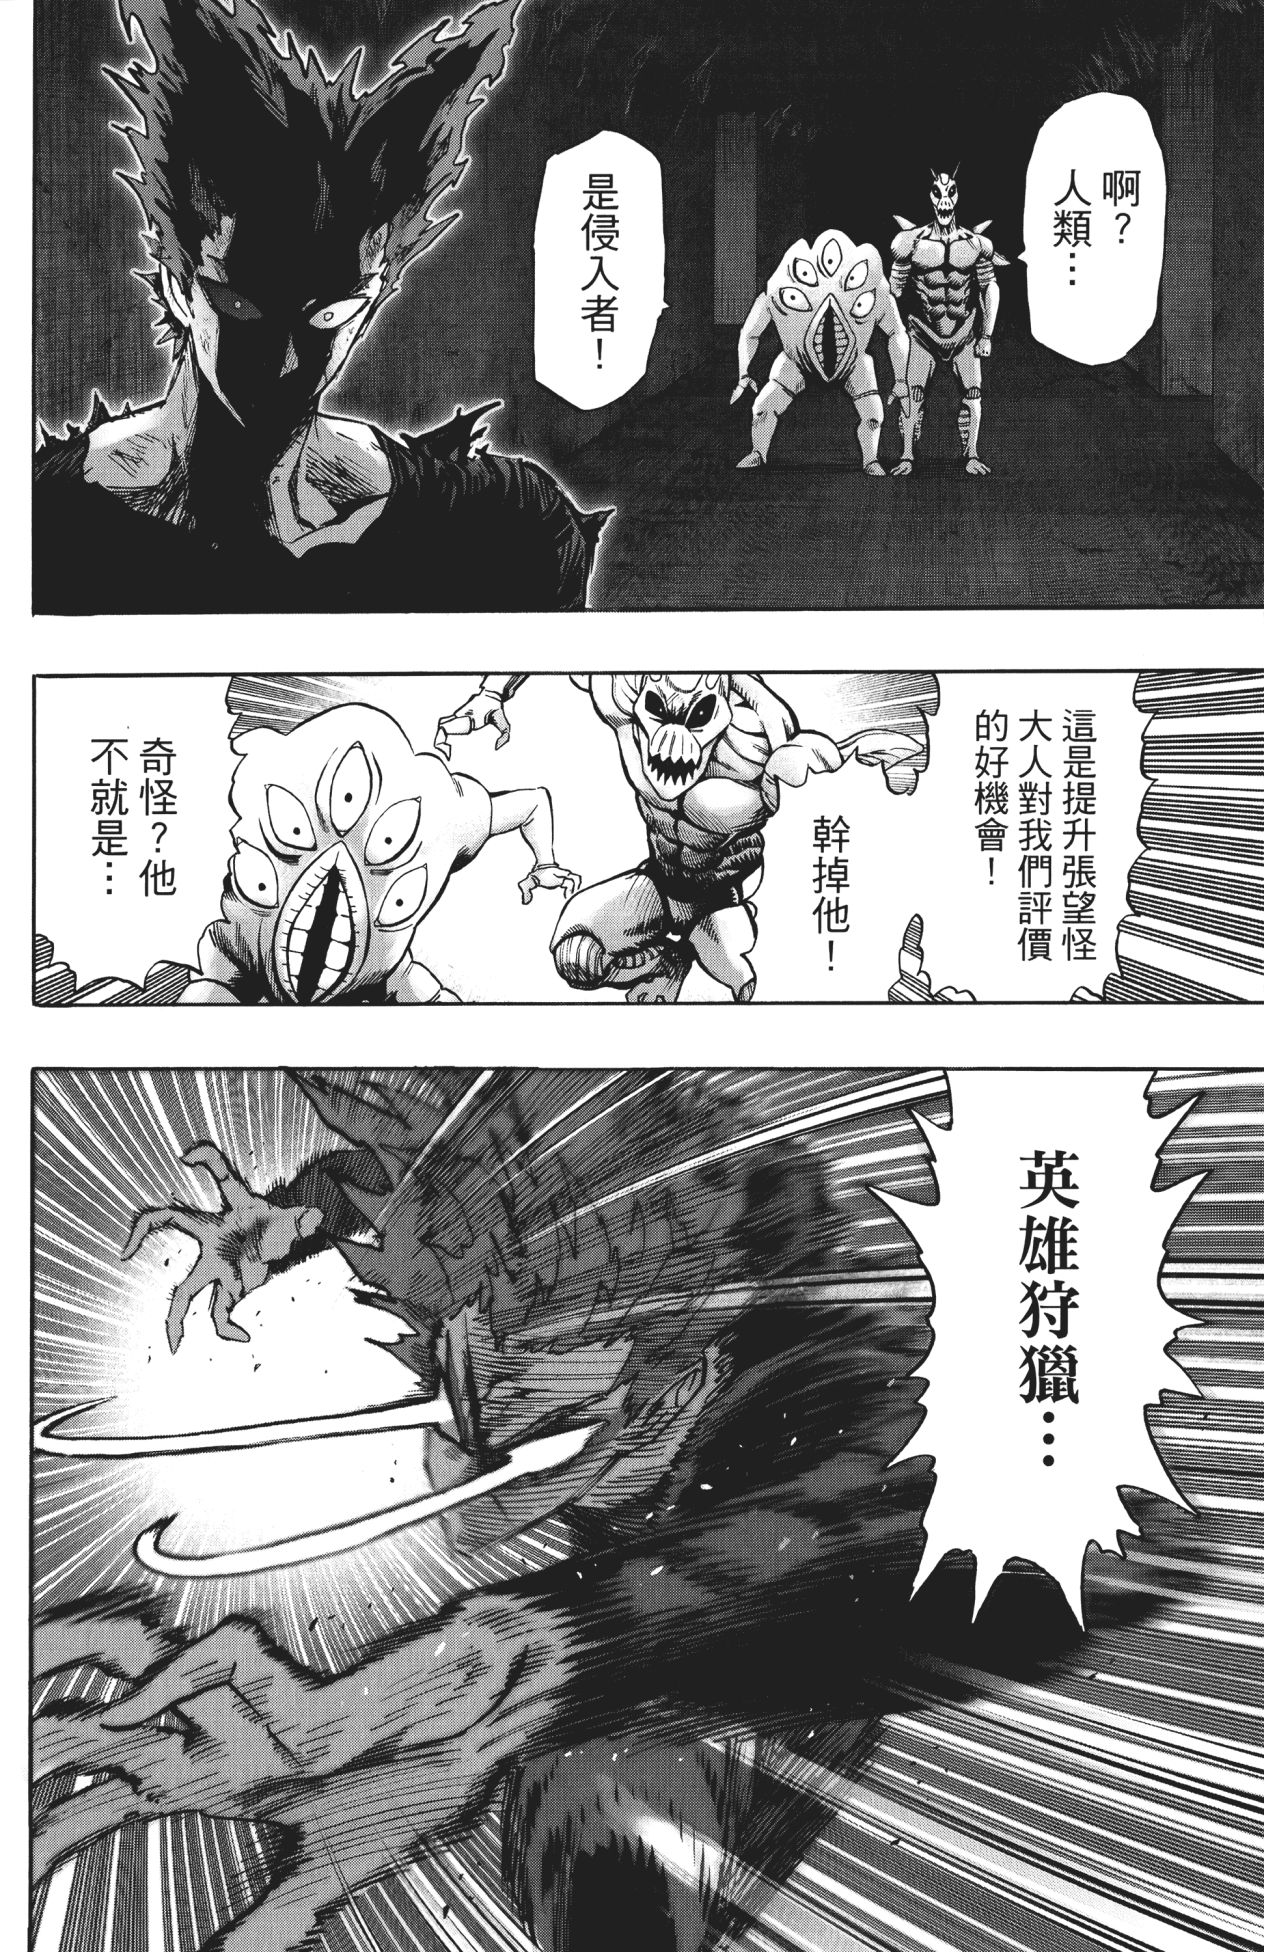 啊？
人類…
是侵入者！
這是提升張望怪
大人對我們評價
的好機會！
幹掉他！
奇怪？他
不就是…
英雄狩獵…